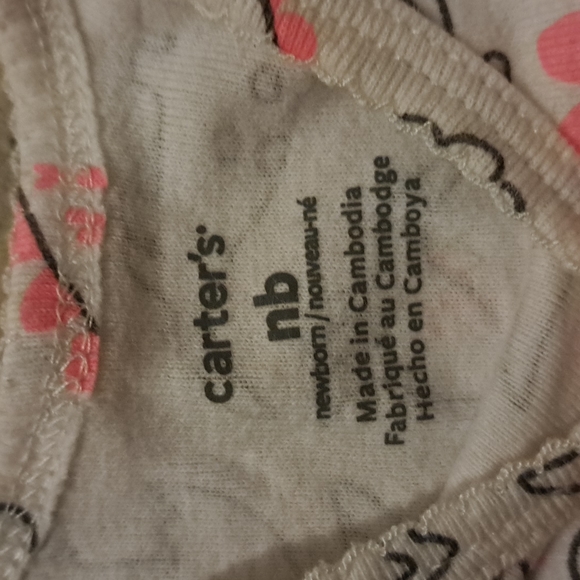 carter's
nb
newborn / nouveau-né
Made in Cambodia
Fabriqué au Cambodge
Hecho en Camboya